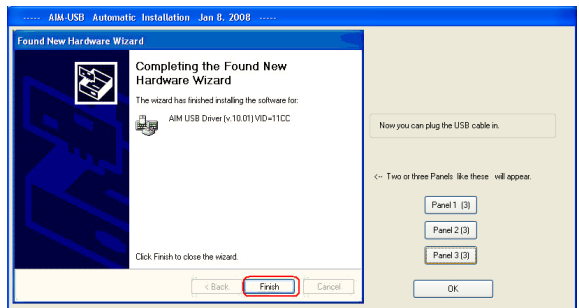 ----- AIM-USB Automatic Installation Jan 8. 2008 -----
Found New Hardware Wizard
Completing the Found New
Hardware Wizard
The wizard has finished installing the software for:
AIM USB Driver (v.10.01) VID=11CC
Click Finish to close the wizard.
< Back
Finish
Cancel
Now you can plug the USB cable in.
<-- Two or three Panels like these will appear.
Panel 1 (3)
Panel 2 (3)
Panel 3 (3)
OK